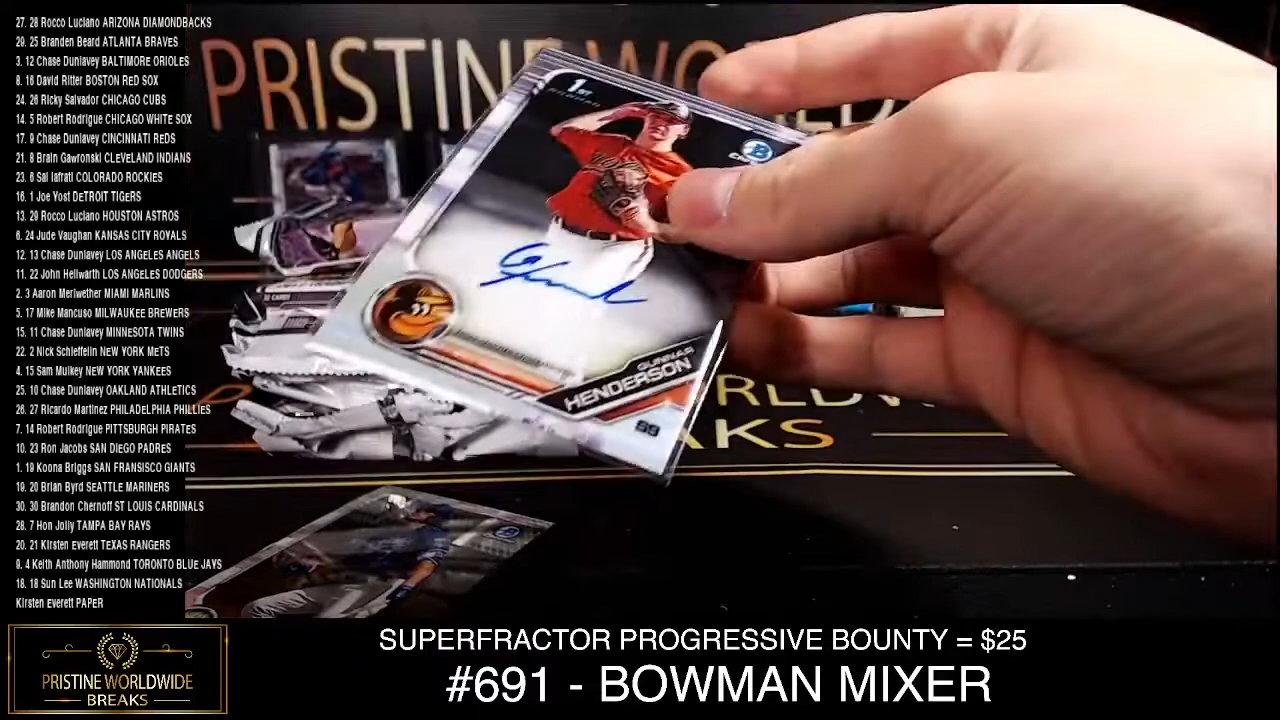 27. 28 Rocco Luciano ARIZONA DIAMONDBACKS
29. 25 Branden Beard ATLANTA BRAVES
3. 12 Chase Dunlavey BALTIMORE ORIOLES
8. 16 David Ritter BOSTON RED SOX
24. 26 Ricky Salvador CHICAGO CUBS
14. 5 Robert Rodrigue CHICAGO WHITE SOX
17. 9 Chase Dunlavey CINCINNATI REDS
21. 8 Brain Gawronski CLEVELAND INDIANS
23. 6 Sal Iafrati COLORADO ROCKIES
16. 1 Joe Yost DETROIT TIGERS
13. 29 Rocco Luciano HOUSTON ASTROS
6. 24 Jude Vaughan KANSAS CITY ROYALS
12. 13 Chase Dunlavey LOS ANGELES ANGELS
11. 22 John Hellwarth LOS ANGELES DODGERS
2. 3 Aaron Meriwether MIAMI MARLINS
5. 17 Mike Mancuso MILWAUKEE BREWERS
15. 11 Chase Dunlavey MINNESOTA TWINS
22. 2 Nick Schieffelin NEW YORK METS
4. 15 Sam Mulkey NEW YORK YANKEES
25. 10 Chase Dunlavey OAKLAND ATHLETICS
26. 27 Ricardo Martinez PHILADELPHIA PHILLIES
7. 14 Robert Rodrigue PITTSBURGH PIRATES
10. 23 Ron Jacobs SAN DIEGO PADRES
1. 19 Koona Briggs SAN FRANSISCO GIANTS
19. 20 Brian Byrd SEATTLE MARINERS
30. 30 Brandon Chernoff ST LOUIS CARDINALS
28. 7 Hon Jolly TAMPA BAY RAYS
20. 21 Kirsten Everett TEXAS RANGERS
9. 4 Keith Anthony Hammond TORONTO BLUE JAYS
18. 18 Sun Lee WASHINGTON NATIONALS
Kirsten Everett PAPER
PRISTINE
1ST
BOWMAN
B
GUNNAR
HENDERSON
SS
PRISTINE WORLDWIDE
BREAKS
SUPERFRACTOR PROGRESSIVE BOUNTY = $25
#691 - BOWMAN MIXER